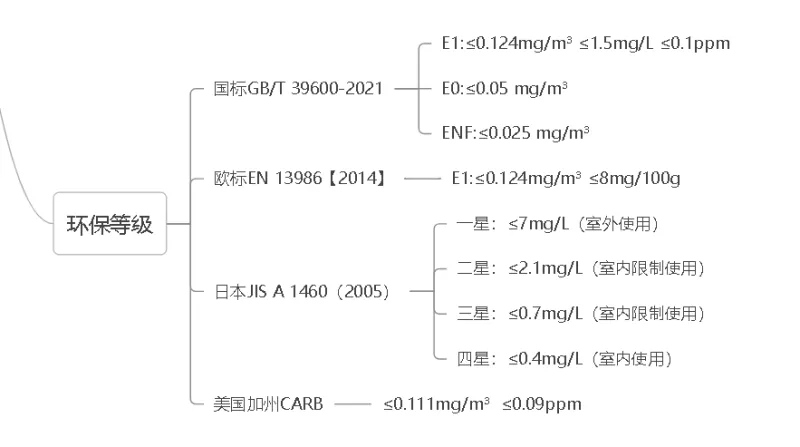 环保等级
国标GB/T 39600-2021
E1:≤0.124mg/m³ ≤1.5mg/L ≤0.1ppm
E0:≤0.05 mg/m³
ENF:≤0.025 mg/m³
欧标EN 13986【2014】
E1:≤0.124mg/m³ ≤8mg/100g
日本JIS A 1460（2005）
一星：≤7mg/L（室外使用）
二星：≤2.1mg/L（室内限制使用）
三星：≤0.7mg/L（室内限制使用）
四星：≤0.4mg/L（室内使用）
美国加州CARB
≤0.111mg/m³ ≤0.09ppm